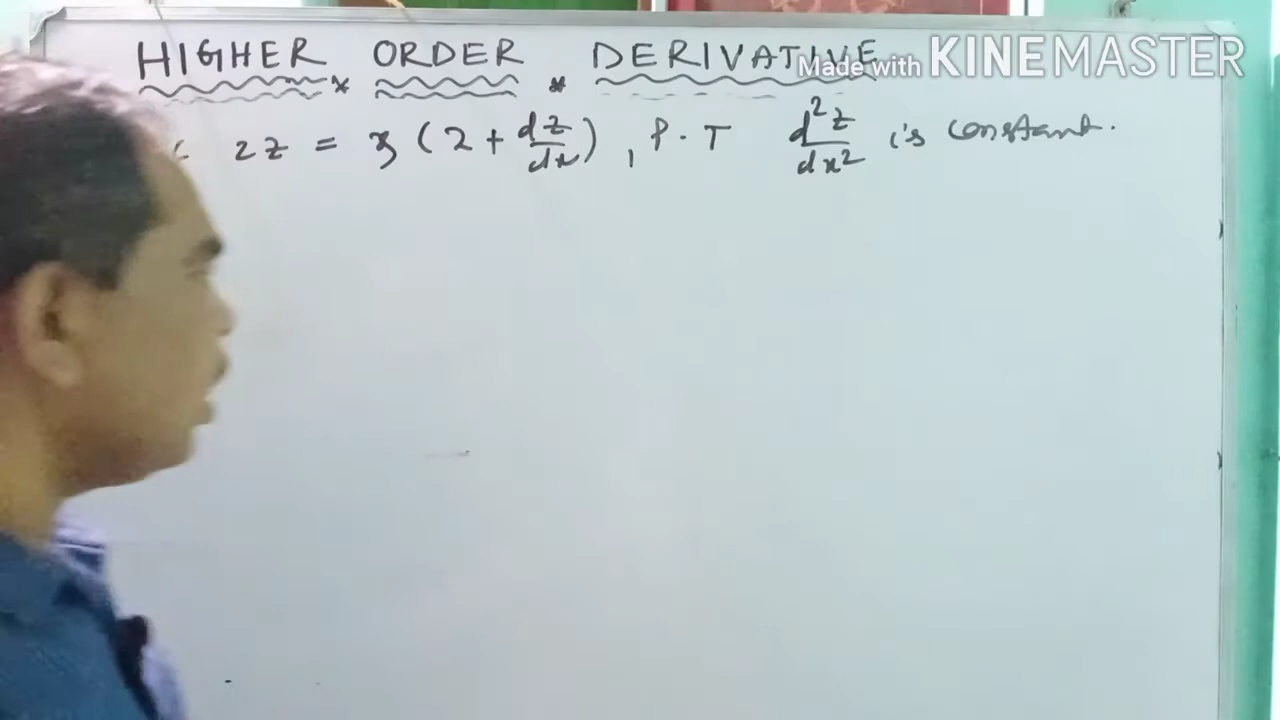 HIGHER ORDER DERIVATIVE
Made with KINEMASTER
2z = x (2 + dz/dx), P.T d²z/dx² is constant.